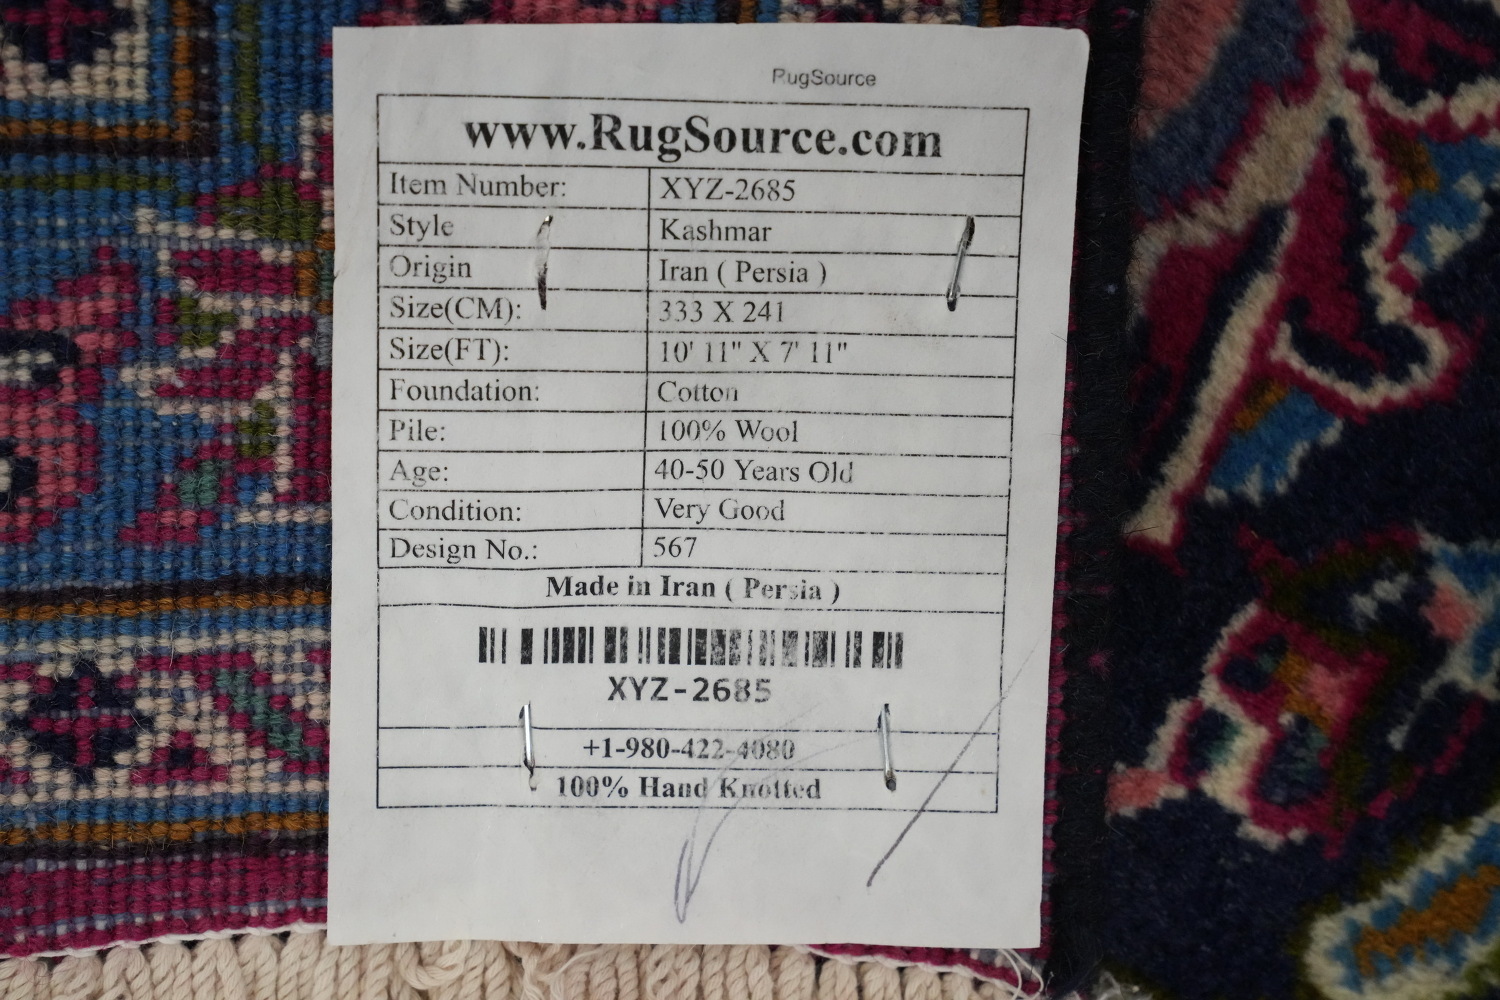 RugSource
www.RugSource.com
Item Number: XYZ-2685
Style Kashmar
Origin Iran ( Persia )
Size(CM): 333 X 241
Size(FT): 10' 11" X 7' 11"
Foundation: Cotton
Pile: 100% Wool
Age: 40-50 Years Old
Condition: Very Good
Design No.: 567
Made in Iran ( Persia )
XYZ-2685
+1-980-422-4080
100% Hand Knotted